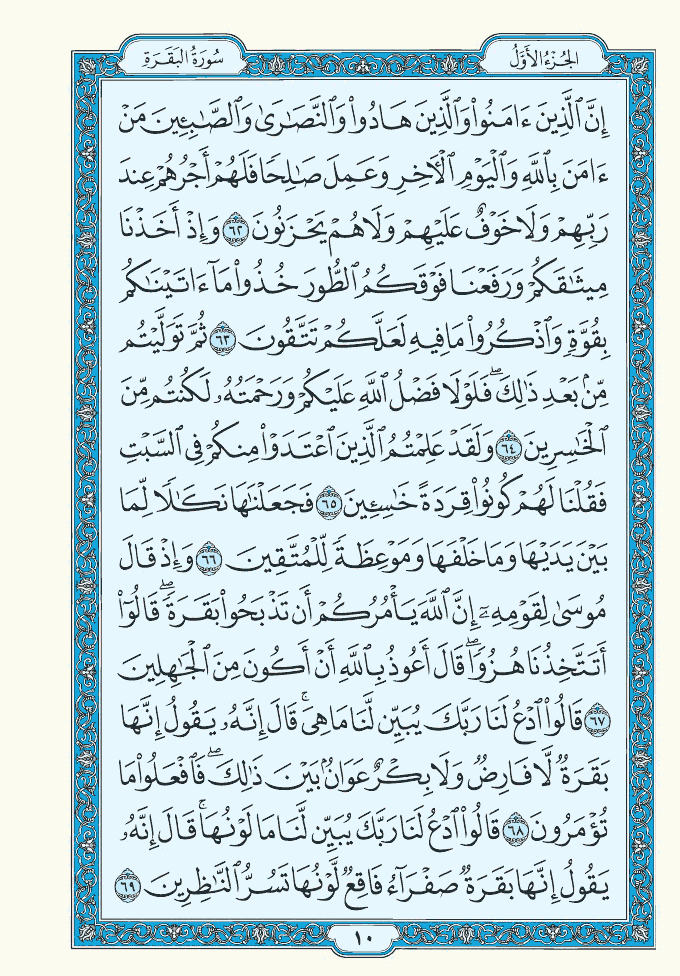 الجُزْءُ الأَوَّلُ
سُورَةُ البَقَرَةِ
إِنَّ ٱلَّذِينَ ءَامَنُواْ وَٱلَّذِينَ هَادُواْ وَٱلنَّصَٰرَىٰ وَٱلصَّٰبِـِٔينَ مَنْ
ءَامَنَ بِٱللَّهِ وَٱلْيَوْمِ ٱلْأٓخِرِ وَعَمِلَ صَٰلِحًا فَلَهُمْ أَجْرُهُمْ عِندَ
رَبِّهِمْ وَلَا خَوْفٌ عَلَيْهِمْ وَلَا هُمْ يَحْزَنُونَ ٦٢ وَإِذْ أَخَذْنَا
مِيثَٰقَكُمْ وَرَفَعْنَا فَوْقَكُمُ ٱلطُّورَ خُذُواْ مَآ ءَاتَيْنَٰكُم
بِقُوَّةٍ وَٱذْكُرُواْ مَا فِيهِ لَعَلَّكُمْ تَتَّقُونَ ٦٣ ثُمَّ تَوَلَّيْتُم
مِّنۢ بَعْدِ ذَٰلِكَۖ فَلَوْلَا فَضْلُ ٱللَّهِ عَلَيْكُمْ وَرَحْمَتُهُۥ لَكُنتُم مِّنَ
ٱلْخَٰسِرِينَ ٦٤ وَلَقَدْ عَلِمْتُمُ ٱلَّذِينَ ٱعْتَدَوْاْ مِنكُمْ فِى ٱلسَّبْتِ
فَقُلْنَا لَهُمْ كُونُواْ قِرَدَةً خَٰسِـِٔينَ ٦٥ فَجَعَلْنَٰهَا نَكَٰلًا لِّمَا
بَيْنَ يَدَيْهَا وَمَا خَلْفَهَا وَمَوْعِظَةً لِّلْمُتَّقِينَ ٦٦ وَإِذْ قَالَ
مُوسَىٰ لِقَوْمِهِۦٓ إِنَّ ٱللَّهَ يَأْمُرُكُمْ أَن تَذْبَحُواْ بَقَرَةًۖ قَالُوٓاْ
أَتَتَّخِذُنَا هُزُوًاۖ قَالَ أَعُوذُ بِٱللَّهِ أَنْ أَكُونَ مِنَ ٱلْجَٰهِلِينَ
٦٧ قَالُواْ ٱدْعُ لَنَا رَبَّكَ يُبَيِّن لَّنَا مَا هِىَۚ قَالَ إِنَّهُۥ يَقُولُ إِنَّهَا
بَقَرَةٌ لَّا فَارِضٌ وَلَا بِكْرٌ عَوَانٌۢ بَيْنَ ذَٰلِكَۖ فَٱفْعَلُواْ مَا
تُؤْمَرُونَ ٦٨ قَالُواْ ٱدْعُ لَنَا رَبَّكَ يُبَيِّن لَّنَا مَا لَوْنُهَاۚ قَالَ إِنَّهُۥ
يَقُولُ إِنَّهَا بَقَرَةٌ صَفْرَآءُ فَاقِعٌ لَّوْنُهَا تَسُرُّ ٱلنَّٰظِرِينَ ٦٩
١٠